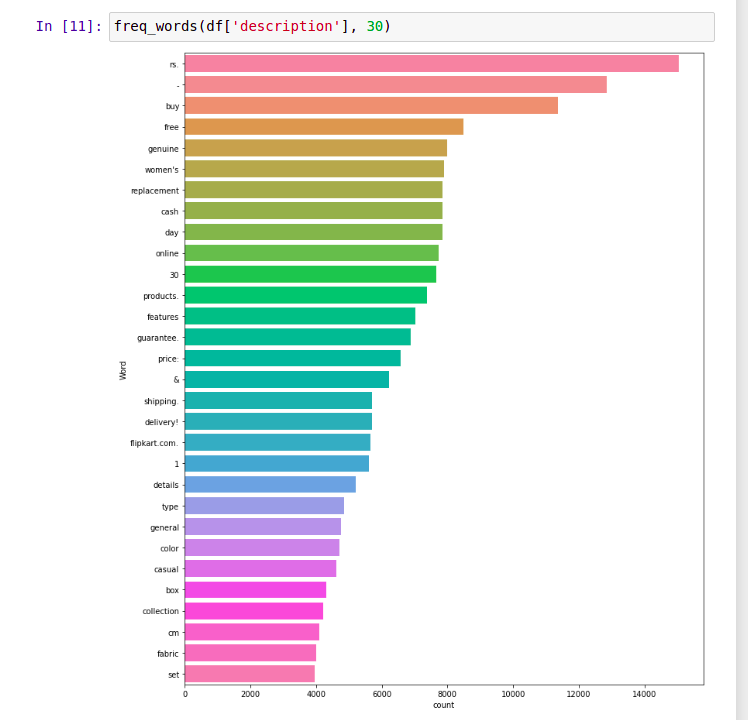 In [11]: freq_words(df['description'], 30)
rs.
-
buy
free
genuine
women's
replacement
cash
day
online
30
products.
features
guarantee.
price:
&
shipping.
delivery!
flipkart.com.
1
details
type
general
color
casual
box
collection
cm
fabric
set
Word
0 2000 4000 6000 8000 10000 12000 14000
count